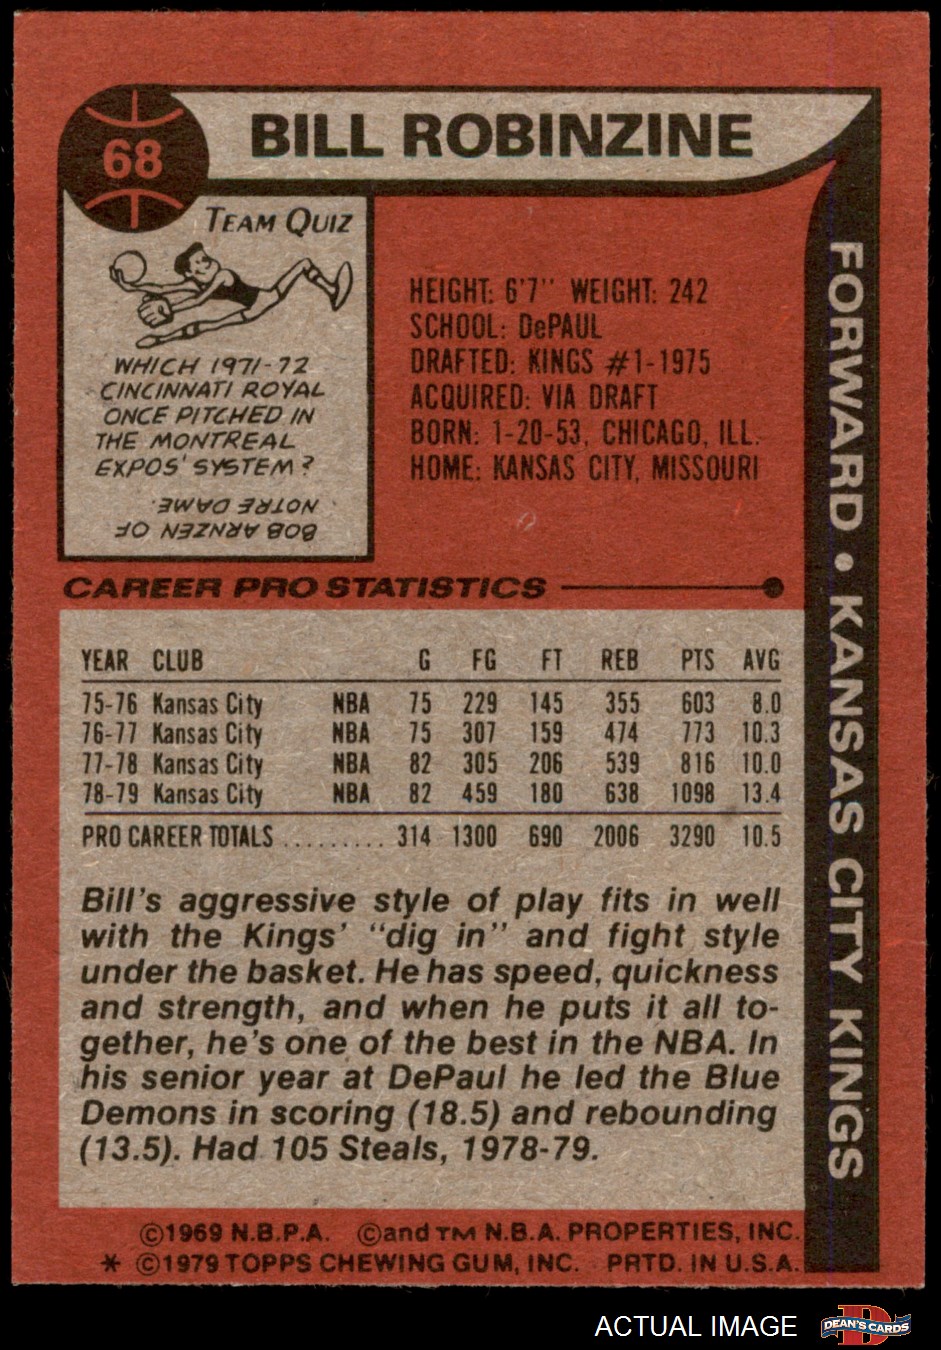 68
BILL ROBINZINE
TEAM QUIZ
WHICH 1971-72
CINCINNATI ROYAL
ONCE PITCHED IN
THE MONTREAL
EXPOS' SYSTEM?
BOB ARNZEN OF
NOTRE DAME.
HEIGHT: 6'7" WEIGHT: 242
SCHOOL: DePAUL
DRAFTED: KINGS #1-1975
ACQUIRED: VIA DRAFT
BORN: 1-20-53, CHICAGO, ILL.
HOME: KANSAS CITY, MISSOURI
FORWARD • KANSAS CITY KINGS
CAREER PRO STATISTICS
YEAR CLUB G FG FT REB PTS AVG
75-76 Kansas City NBA 75 229 145 355 603 8.0
76-77 Kansas City NBA 75 307 159 474 773 10.3
77-78 Kansas City NBA 82 305 206 539 816 10.0
78-79 Kansas City NBA 82 459 180 638 1098 13.4
PRO CAREER TOTALS ......... 314 1300 690 2006 3290 10.5
Bill's aggressive style of play fits in well
with the Kings' "dig in" and fight style
under the basket. He has speed, quickness
and strength, and when he puts it all to-
gether, he's one of the best in the NBA. In
his senior year at DePaul he led the Blue
Demons in scoring (18.5) and rebounding
(13.5). Had 105 Steals, 1978-79.
©1969 N.B.P.A. ©and TM N.B.A. PROPERTIES, INC.
* ©1979 TOPPS CHEWING GUM, INC. PRTD. IN U.S.A.
ACTUAL IMAGE
D
DEAN'S CARDS